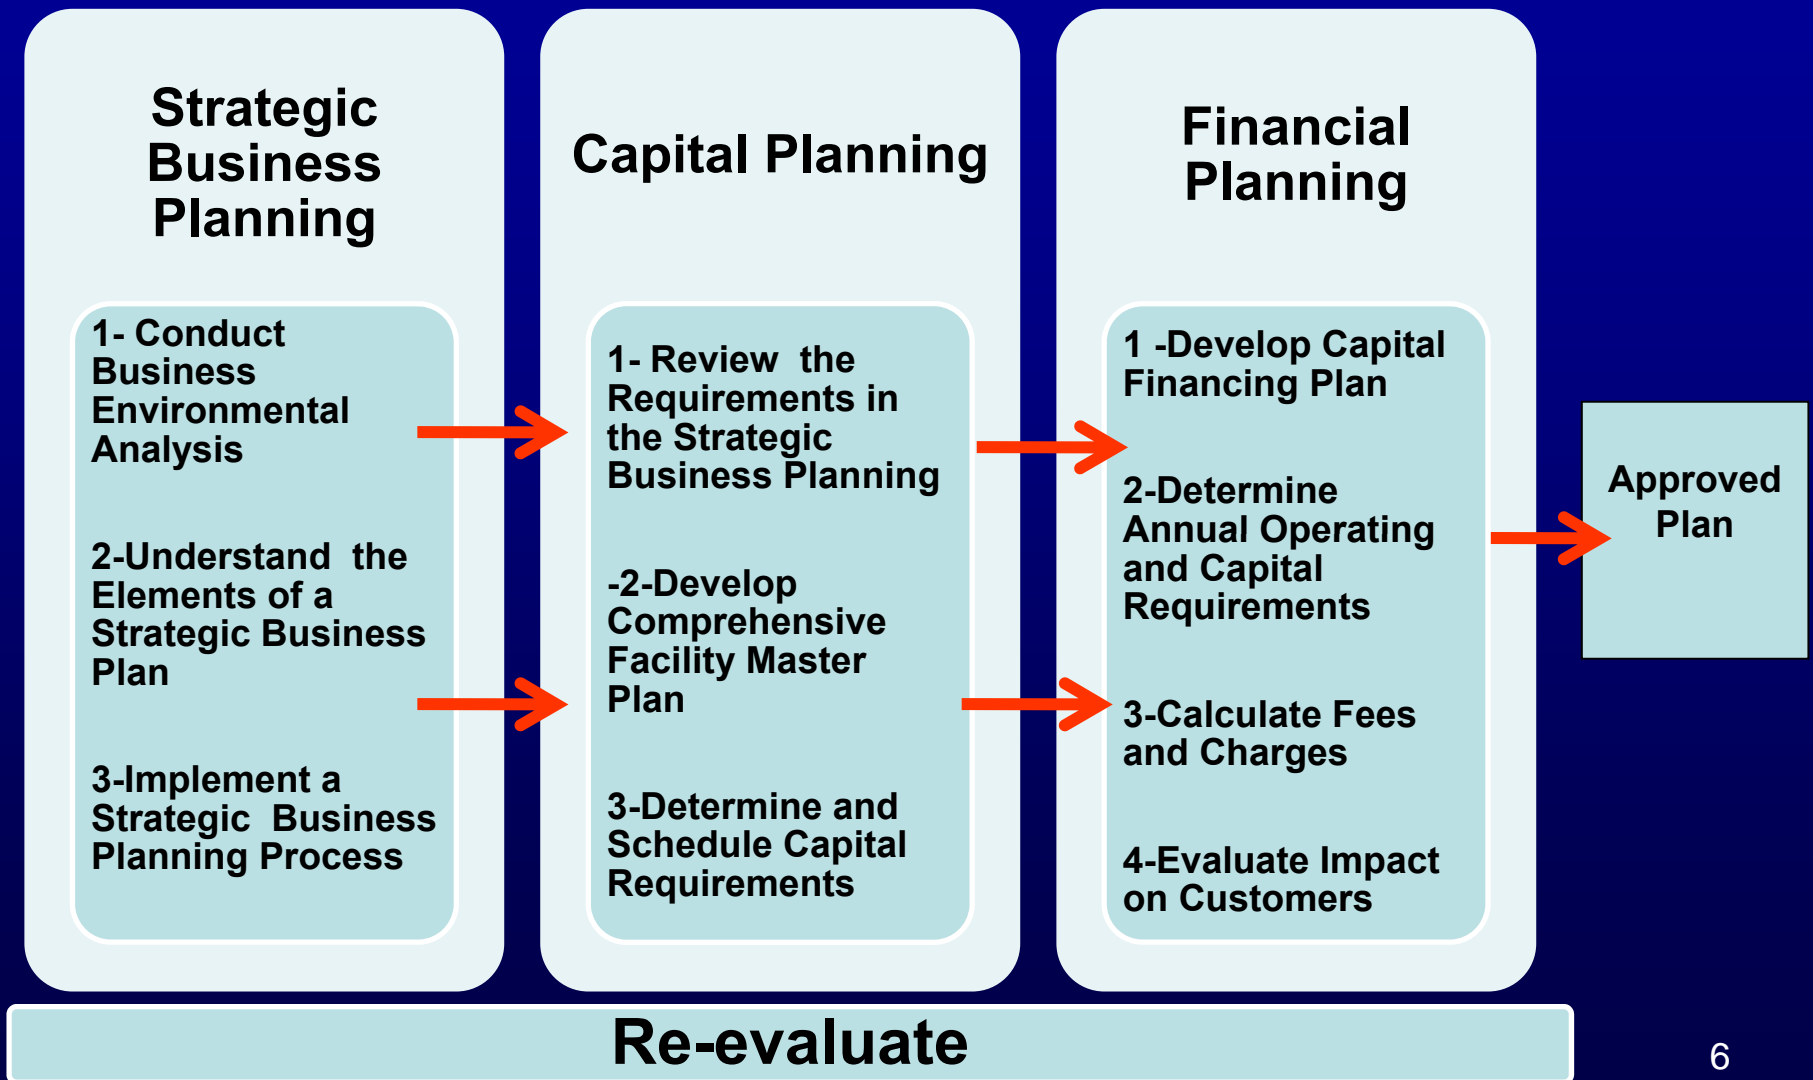 Strategic
Business
Planning
1- Conduct
Business
Environmental
Analysis
2-Understand  the
Elements of a
Strategic Business
Plan
3-Implement a
Strategic  Business
Planning Process
Capital Planning
1- Review  the
Requirements in
the Strategic
Business Planning
-2-Develop
Comprehensive
Facility Master
Plan
3-Determine and
Schedule Capital
Requirements
Financial
Planning
1 -Develop Capital
Financing Plan
2-Determine
Annual Operating
and Capital
Requirements
3-Calculate Fees
and Charges
4-Evaluate Impact
on Customers
Approved
Plan
Re-evaluate
6